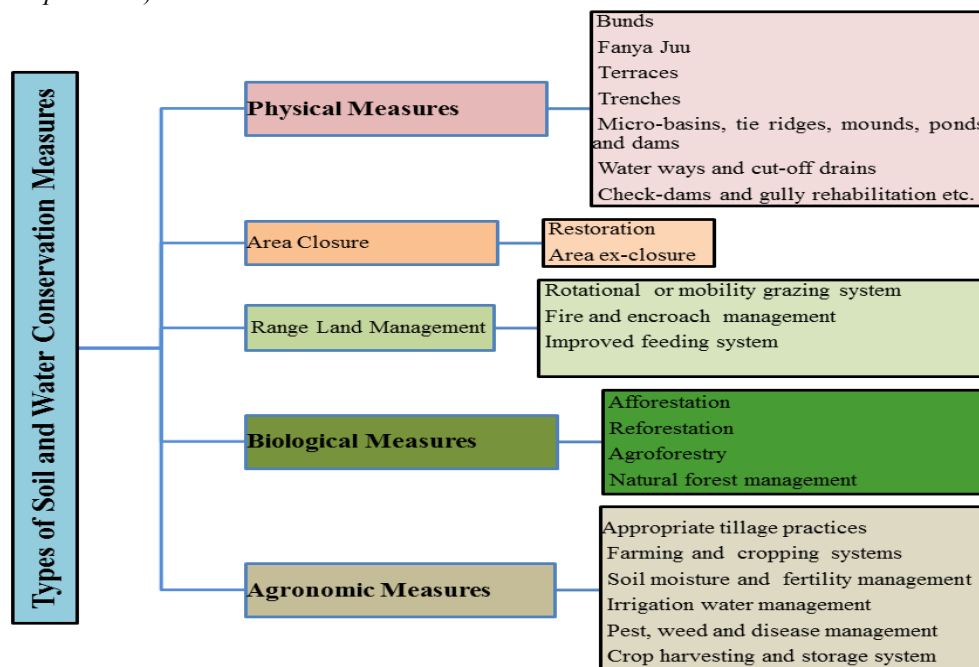 Types of Soil and Water Conservation Measures
Physical Measures
Bunds
Fanya Juu
Terraces
Trenches
Micro-basins, tie ridges, mounds, ponds
and dams
Water ways and cut-off drains
Check-dams and gully rehabilitation etc.
Area Closure
Restoration
Area ex-closure
Range Land Management
Rotational or mobility grazing system
Fire and encroach management
Improved feeding system
Biological Measures
Afforestation
Reforestation
Agroforestry
Natural forest management
Agronomic Measures
Appropriate tillage practices
Farming and cropping systems
Soil moisture and fertility management
Irrigation water management
Pest, weed and disease management
Crop harvesting and storage system